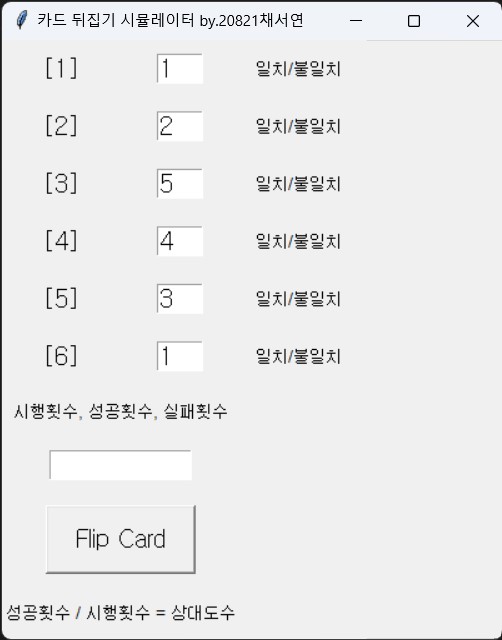 카드 뒤집기 시뮬레이터 by.20821채서연
[1] 1 일치/불일치
[2] 2 일치/불일치
[3] 5 일치/불일치
[4] 4 일치/불일치
[5] 3 일치/불일치
[6] 1 일치/불일치
시행횟수, 성공횟수, 실패횟수
Flip Card
성공횟수 / 시행횟수 = 상대도수